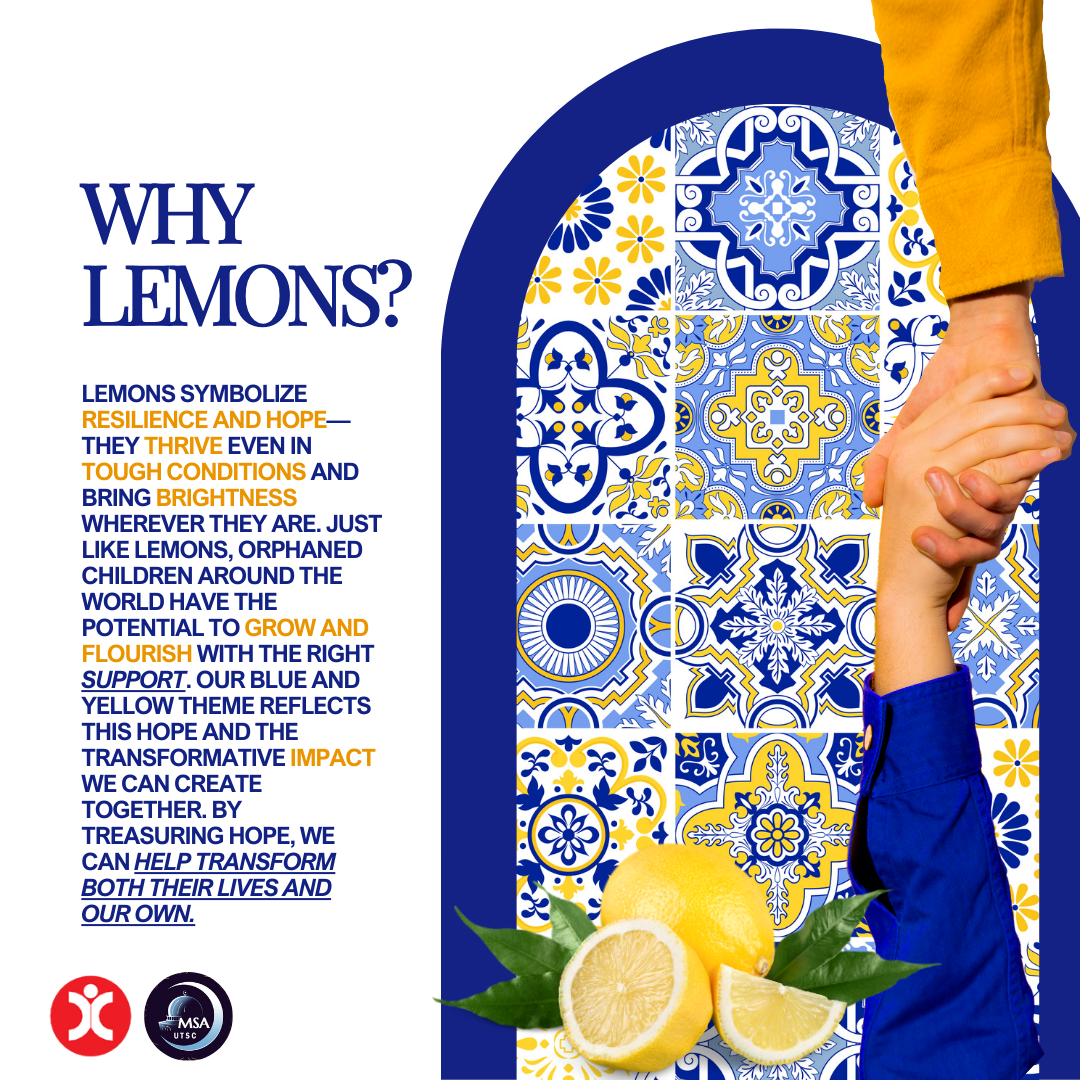 WHY
LEMONS?
LEMONS SYMBOLIZE
RESILIENCE AND HOPE—
THEY THRIVE EVEN IN
TOUGH CONDITIONS AND
BRING BRIGHTNESS
WHEREVER THEY ARE. JUST
LIKE LEMONS, ORPHANED
CHILDREN AROUND THE
WORLD HAVE THE
POTENTIAL TO GROW AND
FLOURISH WITH THE RIGHT
SUPPORT. OUR BLUE AND
YELLOW THEME REFLECTS
THIS HOPE AND THE
TRANSFORMATIVE IMPACT
WE CAN CREATE
TOGETHER. BY
TREASURING HOPE, WE
CAN HELP TRANSFORM
BOTH THEIR LIVES AND
OUR OWN.
MSA
UTSC